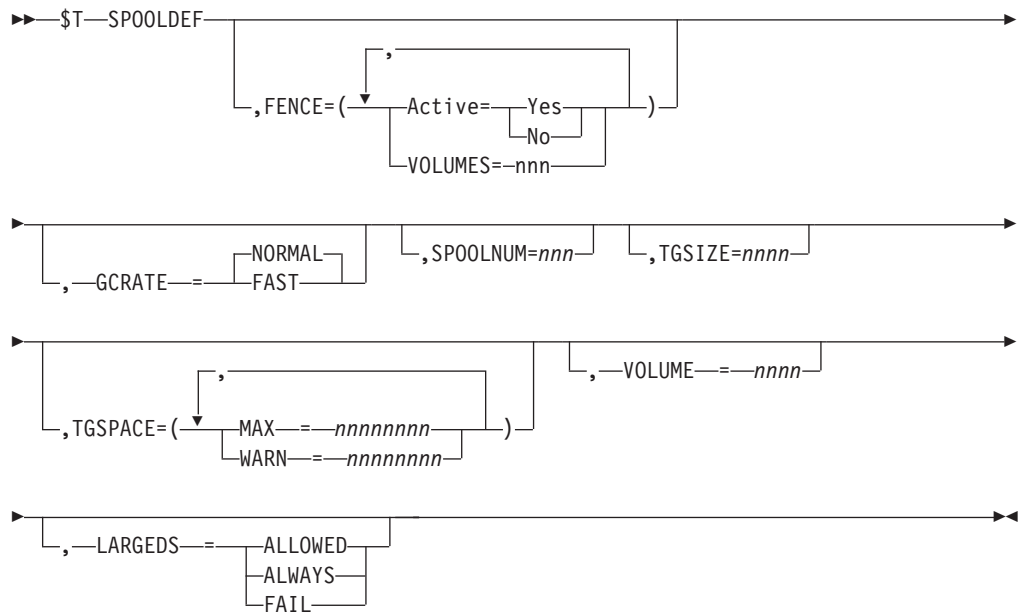 $T SPOOLDEF
,
,FENCE=( Active= Yes )
No
VOLUMES= nnn
, GCRATE = NORMAL
FAST
,SPOOLNUM=nnn
,TGSIZE=nnnn
,
,TGSPACE=( MAX = nnnnnnnn )
WARN = nnnnnnnn
, VOLUME = nnnn
, LARGEDS = ALLOWED
ALWAYS
FAIL